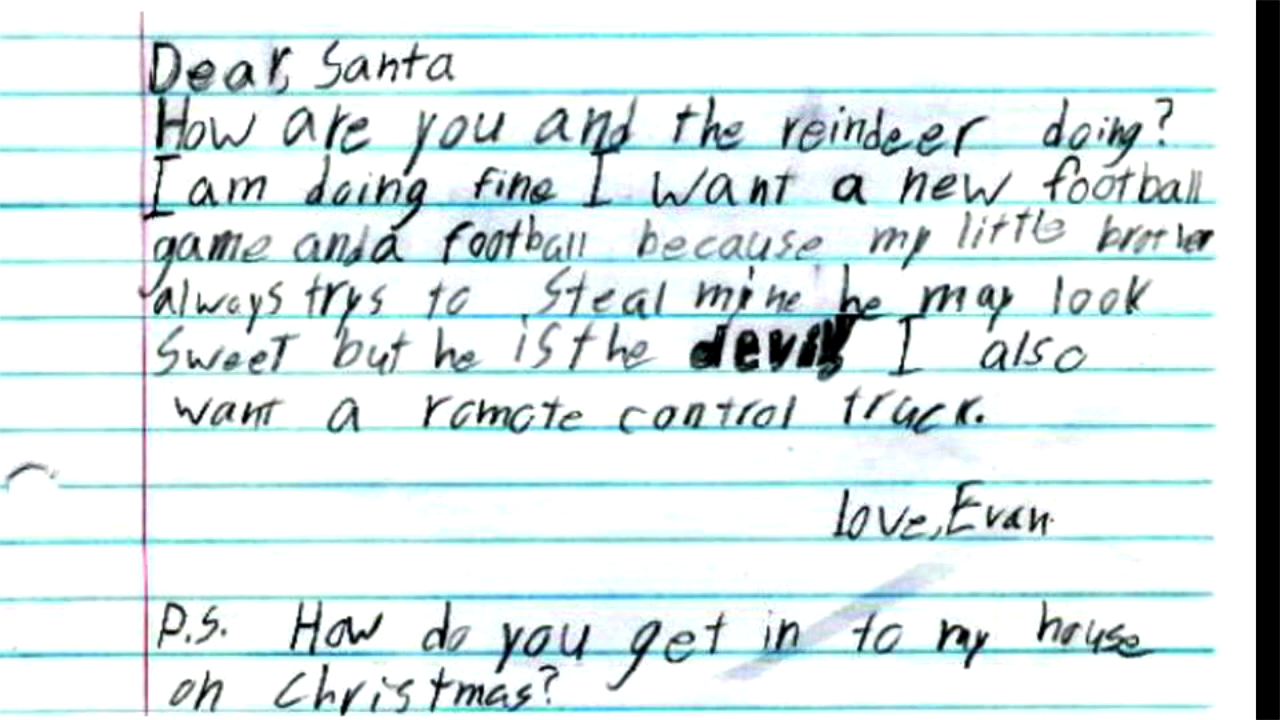 Dear, Santa
How are you and the reindeer doing?
I am doing fine I want a new football
game and a football because my little brother
always trys to steal mine he may look
sweet but he is the devil I also
want a remote control truck.
love, Evan
P.S. How do you get in to my house
on Christmas?